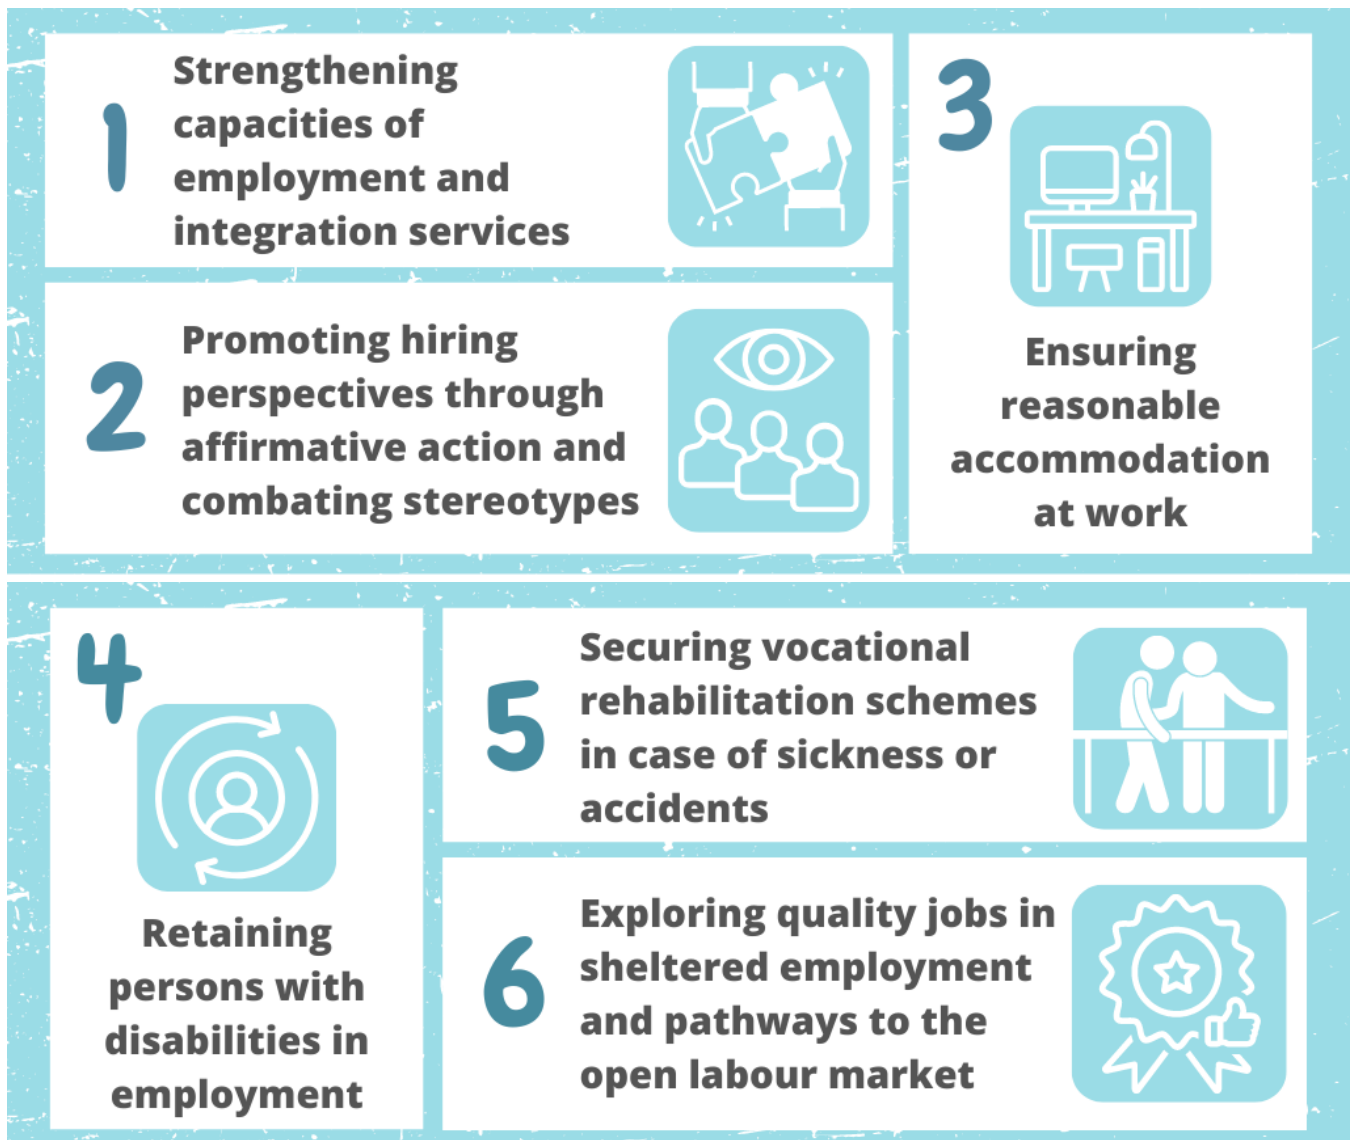 1
Strengthening
capacities of
employment and
integration services
2
Promoting hiring
perspectives through
affirmative action and
combating stereotypes
3
Ensuring
reasonable
accommodation
at work
4
Retaining
persons with
disabilities in
employment
5
Securing vocational
rehabilitation schemes
in case of sickness or
accidents
6
Exploring quality jobs in
sheltered employment
and pathways to the
open labour market